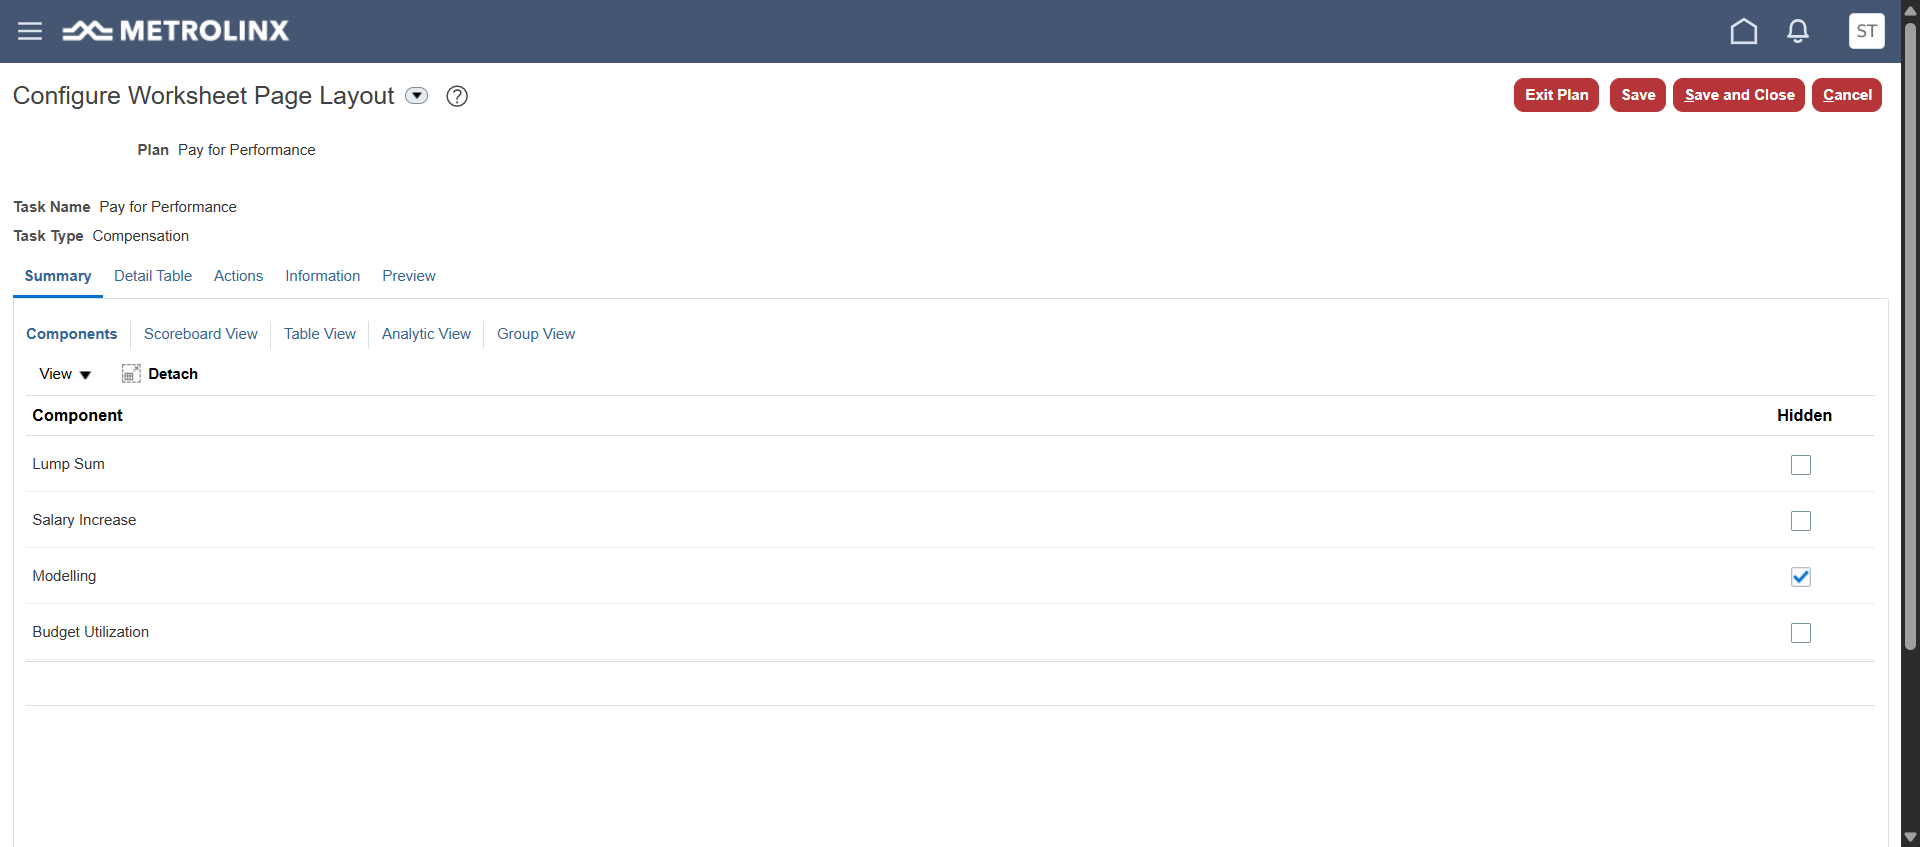 METROLINX
ST
Configure Worksheet Page Layout
Exit Plan
Save
Save and Close
Cancel
Plan Pay for Performance
Task Name Pay for Performance
Task Type Compensation
Summary Detail Table Actions Information Preview
Components Scoreboard View Table View Analytic View Group View
View Detach
Component Hidden
Lump Sum
Salary Increase
Modelling
Budget Utilization